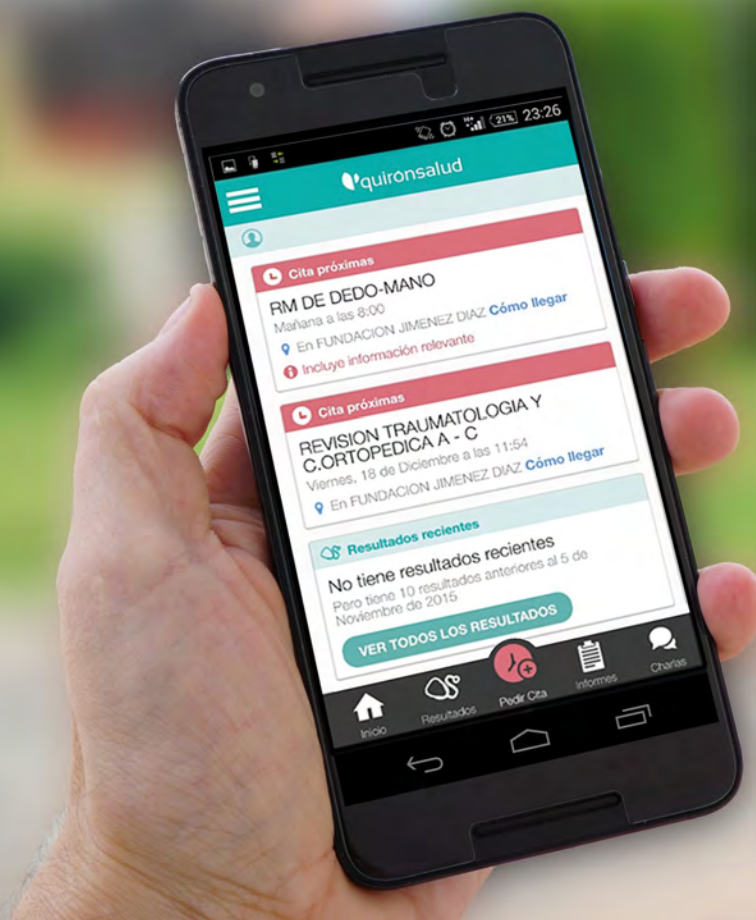 21% 23:26
quirónsalud
Cita próximas
RM DE DEDO-MANO
Mañana a las 8:00
En FUNDACION JIMENEZ DIAZ Cómo llegar
Incluye información relevante
Cita próximas
REVISION TRAUMATOLOGIA Y
C.ORTOPEDICA A - C
Viernes, 18 de Diciembre a las 11:54
En FUNDACION JIMENEZ DIAZ Cómo llegar
Resultados recientes
No tiene resultados recientes
Pero tiene 10 resultados anteriores al 5 de
Noviembre de 2015
VER TODOS LOS RESULTADOS
Inicio
Resultados
Pedir Cita
Informes
Charlas